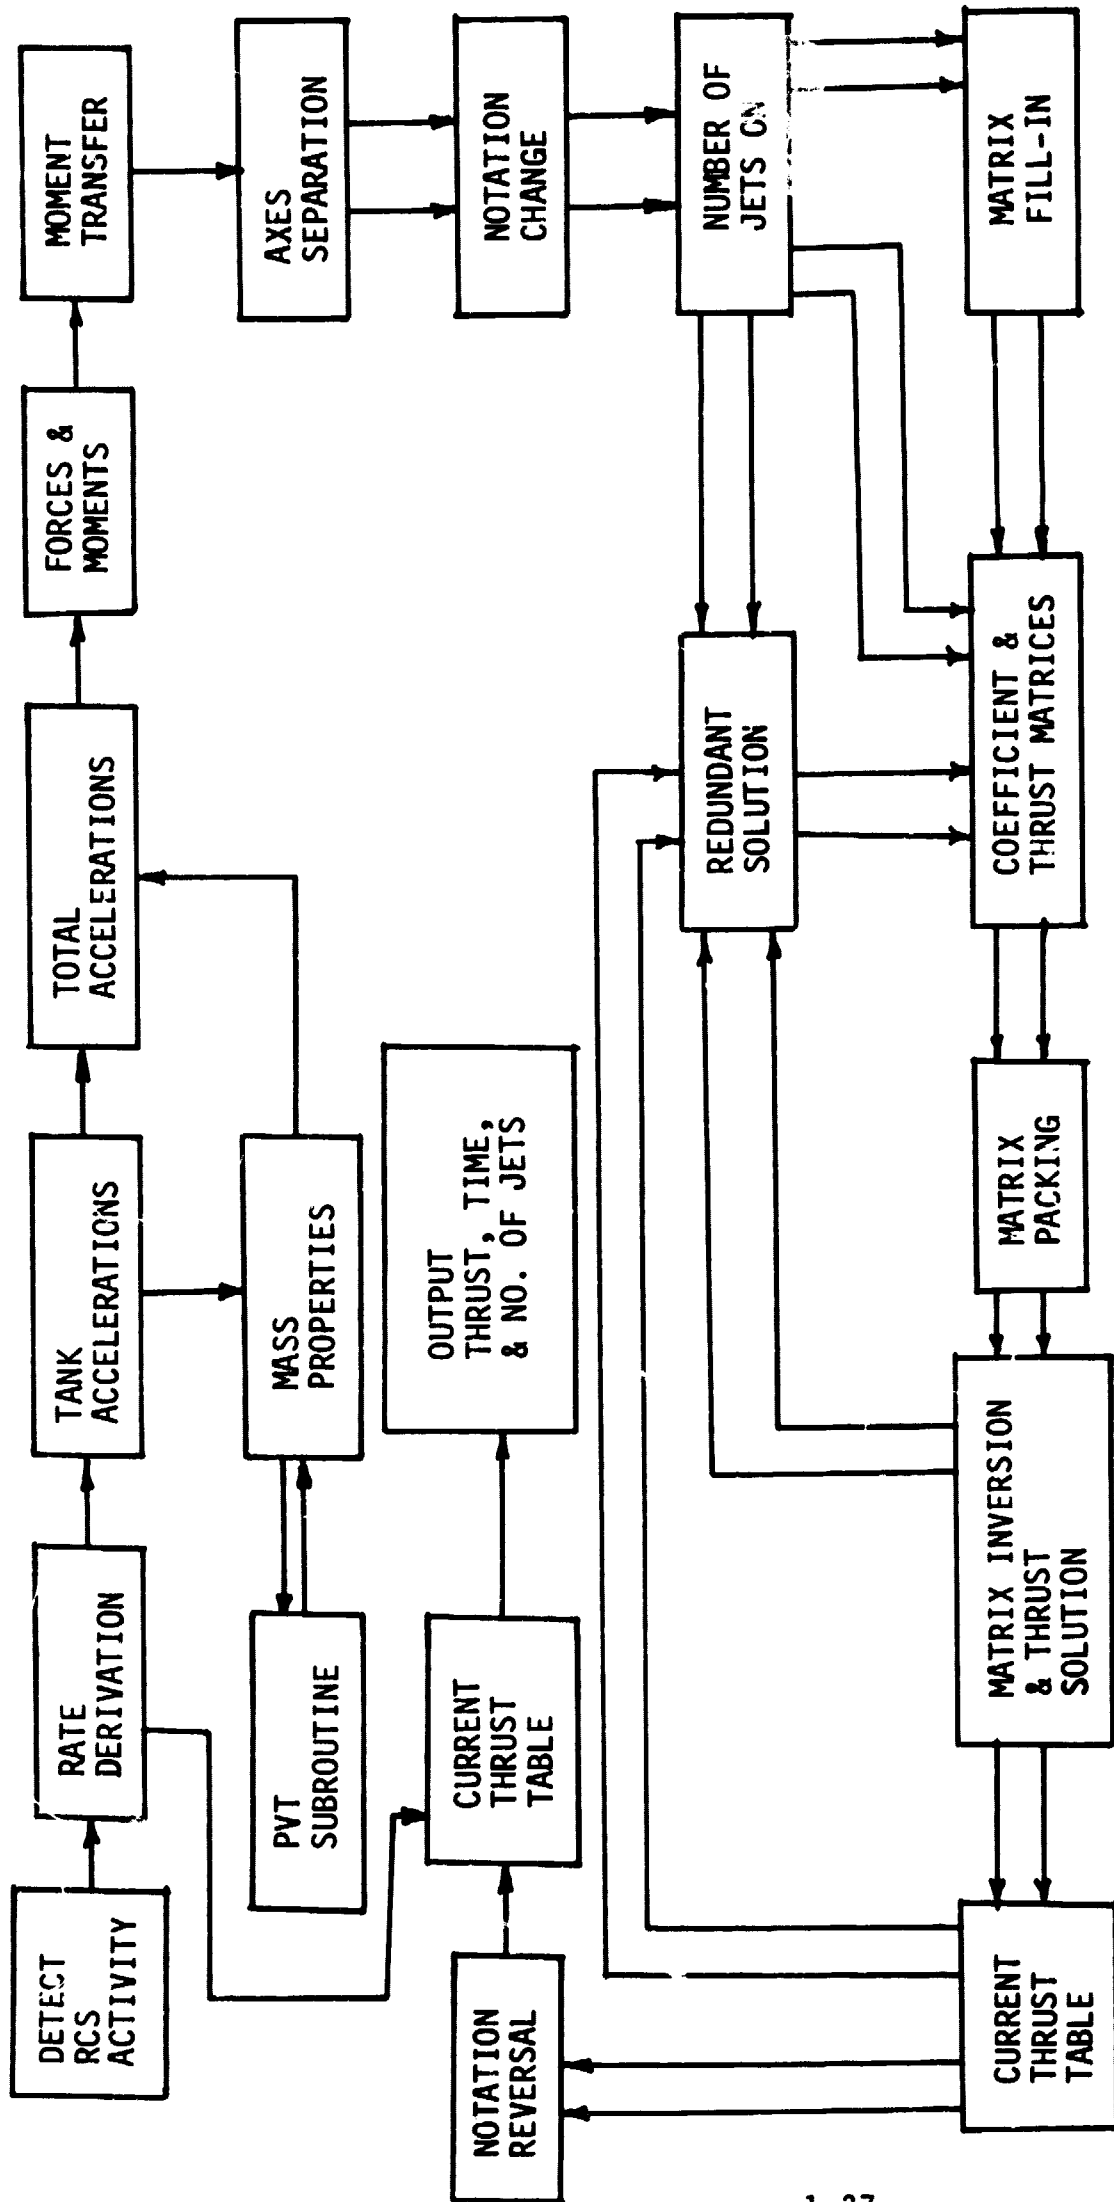 DETECT
RCS
ACTIVITY
RATE
DERIVATION
TANK
ACCELERATIONS
TOTAL
ACCELERATIONS
FORCES &
MOMENTS
MOMENT
TRANSFER
PVT
SUBROUTINE
MASS
PROPERTIES
AXES
SEPARATION
NOTATION
REVERSAL
CURRENT
THRUST
TABLE
OUTPUT
THRUST, TIME,
& NO. OF JETS
NOTATION
CHANGE
REDUNDANT
SOLUTION
NUMBER OF
JETS ON
CURRENT
THRUST
TABLE
MATRIX INVERSION
& THRUST
SOLUTION
MATRIX
PACKING
COEFFICIENT &
THRUST MATRICES
MATRIX
FILL-IN